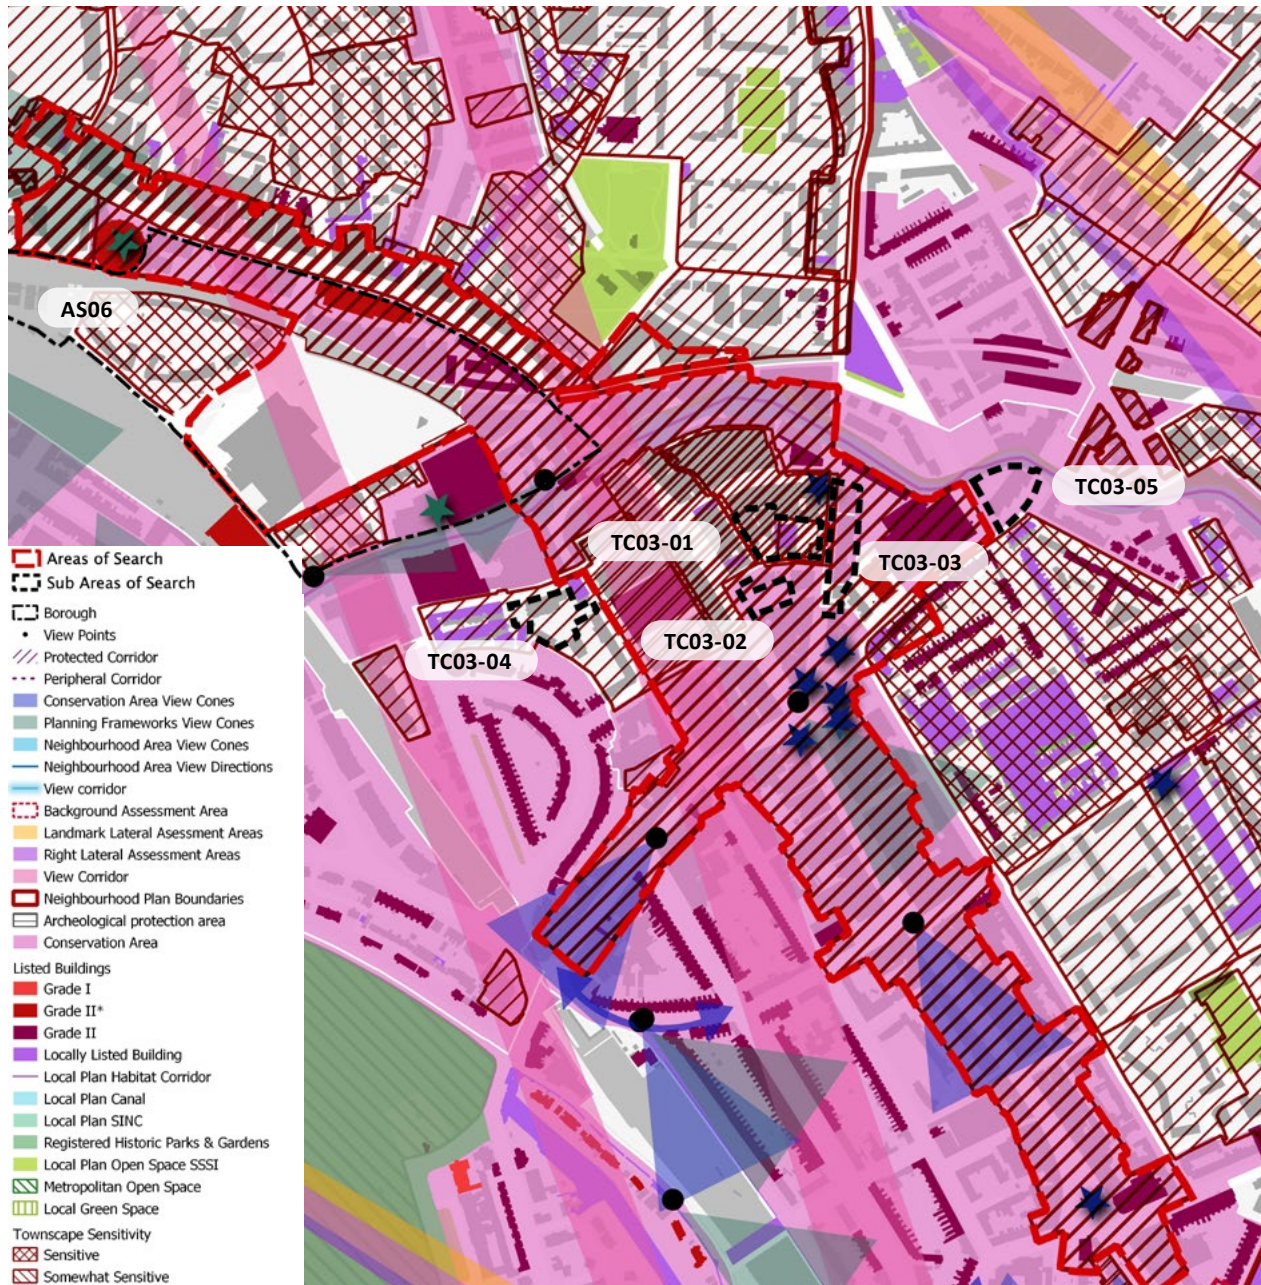 AS06
TC03-05
TC03-01
TC03-03
TC03-02
TC03-04
Areas of Search
Sub Areas of Search
Borough
View Points
Protected Corridor
Peripheral Corridor
Conservation Area View Cones
Planning Frameworks View Cones
Neighbourhood Area View Cones
Neighbourhood Area View Directions
View corridor
Background Assessment Area
Landmark Lateral Asessment Areas
Right Lateral Assessment Areas
View Corridor
Neighbourhood Plan Boundaries
Archeological protection area
Conservation Area
Listed Buildings
Grade I
Grade II*
Grade II
Locally Listed Building
Local Plan Habitat Corridor
Local Plan Canal
Local Plan SINC
Registered Historic Parks & Gardens
Local Plan Open Space SSSI
Metropolitan Open Space
Local Green Space
Townscape Sensitivity
Sensitive
Somewhat Sensitive